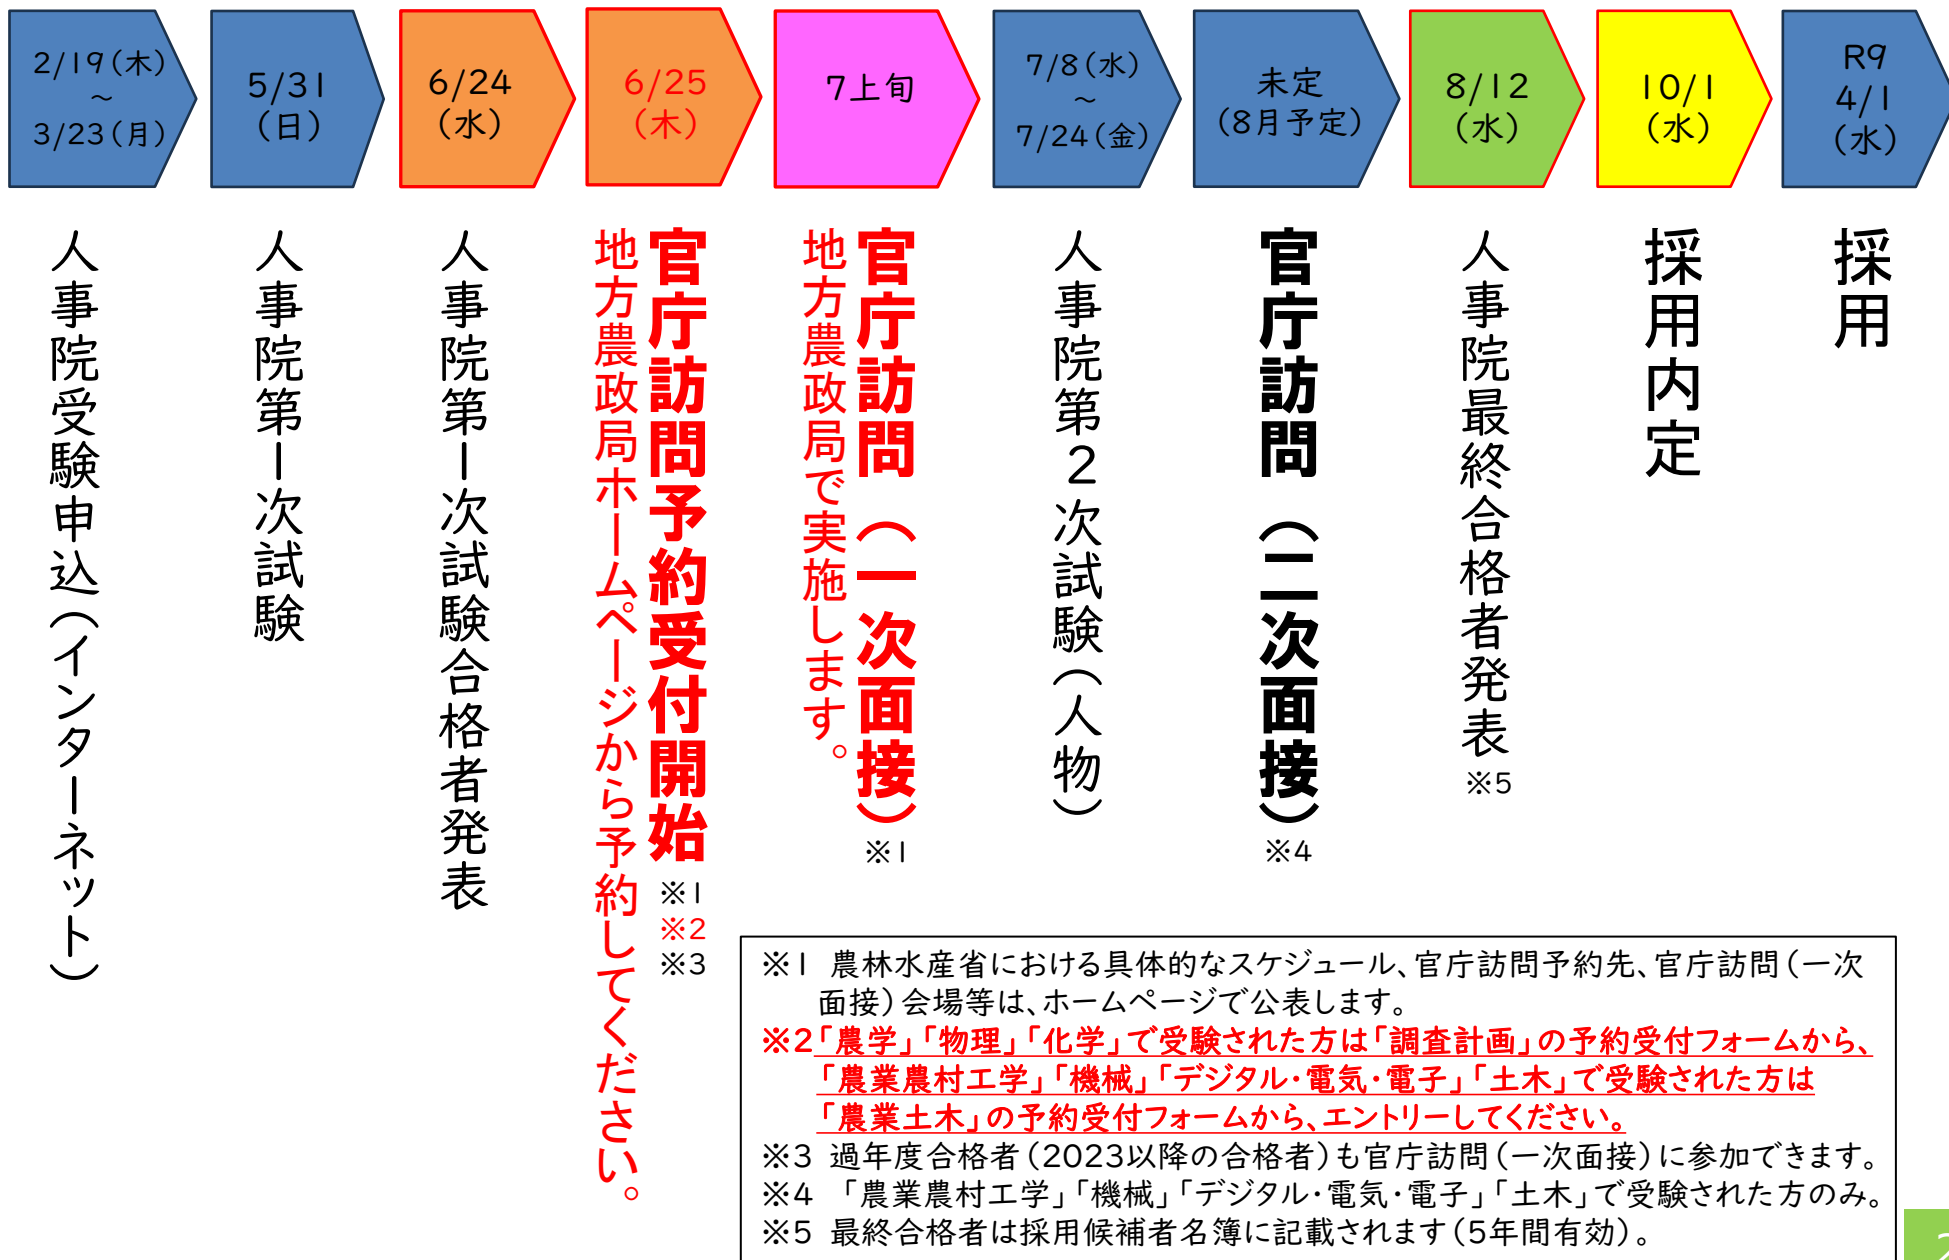 2/19(木)
～
3/23(月)
人事院受験申込(インターネット)
5/31
(日)
人事院第1次試験
6/24
(水)
人事院第1次試験合格者発表
6/25
(木)
官庁訪問予約受付開始
※1
※2
※3
地方農政局ホームページから予約してください。
7上旬
官庁訪問(一次面接)
※1
地方農政局で実施します。
7/8(水)
～
7/24(金)
人事院第2次試験(人物)
未定
(8月予定)
官庁訪問(二次面接)
※4
8/12
(水)
人事院最終合格者発表
※5
10/1
(水)
採用内定
R9
4/1
(水)
採用
※1 農林水産省における具体的なスケジュール、官庁訪問予約先、官庁訪問(一次
面接)会場等は、ホームページで公表します。
※2「農学」「物理」「化学」で受験された方は「調査計画」の予約受付フォームから、
「農業農村工学」「機械」「デジタル・電気・電子」「土木」で受験された方は
「農業土木」の予約受付フォームから、エントリーしてください。
※3 過年度合格者(2023以降の合格者)も官庁訪問(一次面接)に参加できます。
※4 「農業農村工学」「機械」「デジタル・電気・電子」「土木」で受験された方のみ。
※5 最終合格者は採用候補者名簿に記載されます(5年間有効)。